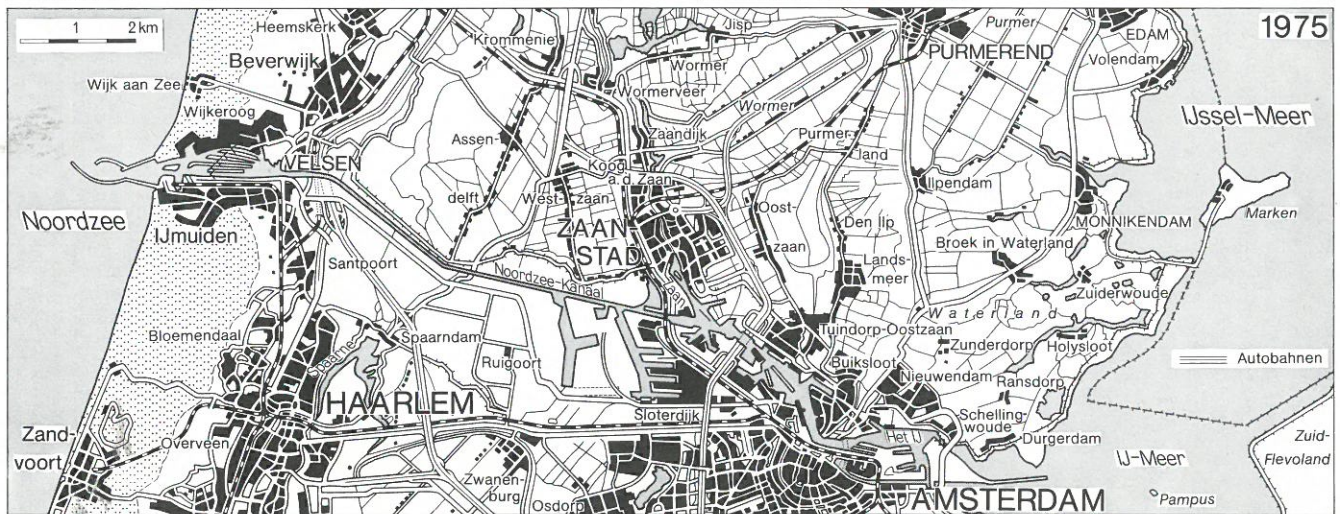 1 2km
1975
Heemskerk
Krommenie
Jisp
Purmer
EDAM
Beverwijk
Wormer
PURMEREND
Volendam
Wijk aan Zee
Wormerveer
Wormer
Wijkeroog
Assen-
delft
Zaandijk
Purmer-
land
IJssel-Meer
VELSEN
Koog
a.d. Zaan
West-
zaan
Ilpendam
Noordzee
IJmuiden
ZAAN
STAD
Oost-
zaan
Den Ilp
MONNIKENDAM
Marken
Broek in Waterland
Santpoort
Noordzee-Kanaal
Zaan
Lands-
meer
Zuiderwoude
Waterland
Bloemendaal
Spaarne
Spaarndam
Ruigoort
Tuindorp-Oostzaan
Zunderdorp
Holysloot
Buiksloot
Autobahnen
HAARLEM
Nieuwendam
Ransdorp
Sloterdijk
Schelling-
woude
Zand-
voort
Overveen
Het IJ
Durgerdam
Zuid-
Flevoland
Zwanen-
burg
Osdorp
IJ-Meer
AMSTERDAM
Pampus